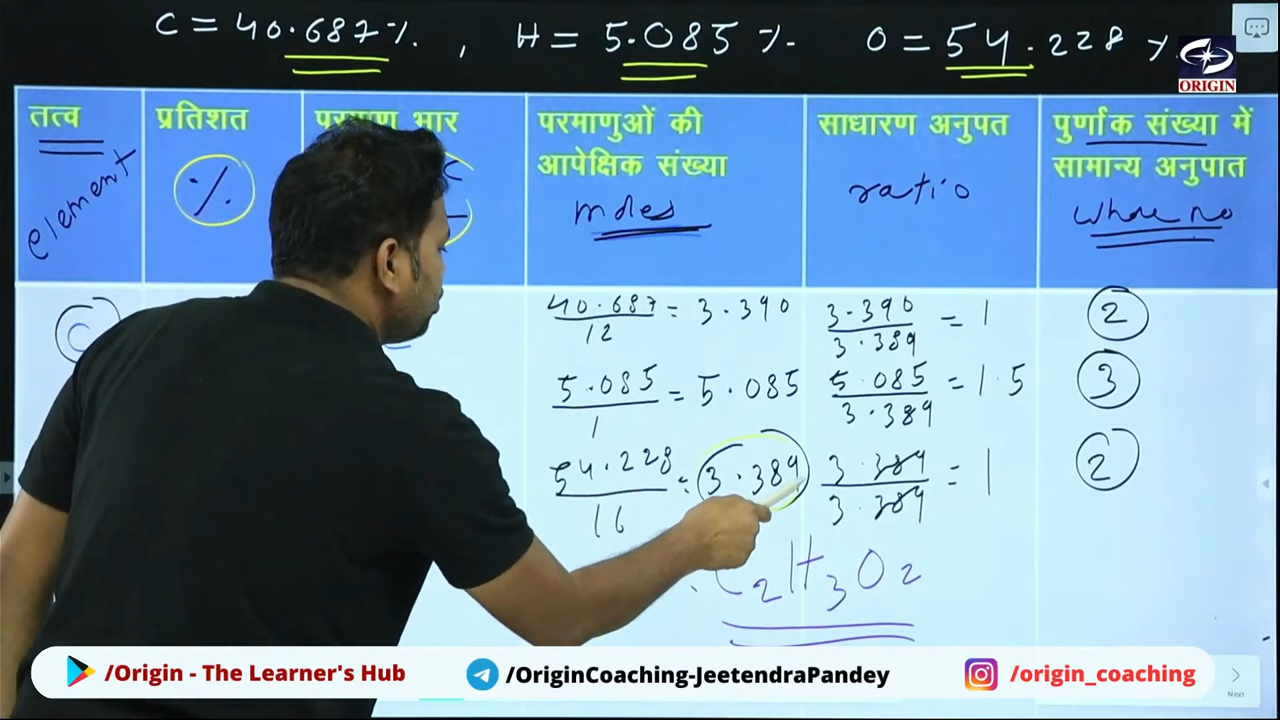 C = 40.687 %. , H = 5.085 %. O = 54.228 %
ORIGIN
तत्व
element
प्रतिशत
%
भार
परमाणुओं की
आपेक्षिक संख्या
moles
साधारण अनुपत
ratio
पुर्णाक संख्या में
सामान्य अनुपात
Whole no
C
40.687/12 = 3.390
3.390/3.389 = 1
2
5.085/1 = 5.085
5.085/3.389 = 1.5
3
54.228/16 = 3.389
3.389/3.389 = 1
2
C2H3O2
/Origin - The Learner's Hub
/OriginCoaching-JeetendraPandey
/origin_coaching
Next